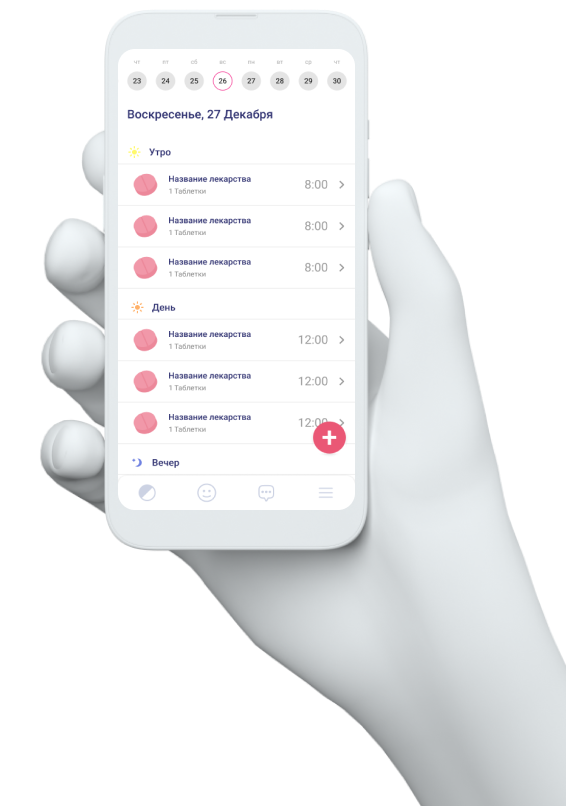 чт пт сб вс пн вт ср чт
23 24 25 26 27 28 29 30
Воскресенье, 27 Декабря
Утро
Название лекарства
1 Таблетки
8:00
Название лекарства
1 Таблетки
8:00
Название лекарства
1 Таблетки
8:00
День
Название лекарства
1 Таблетки
12:00
Название лекарства
1 Таблетки
12:00
Название лекарства
1 Таблетки
12:00
Вечер